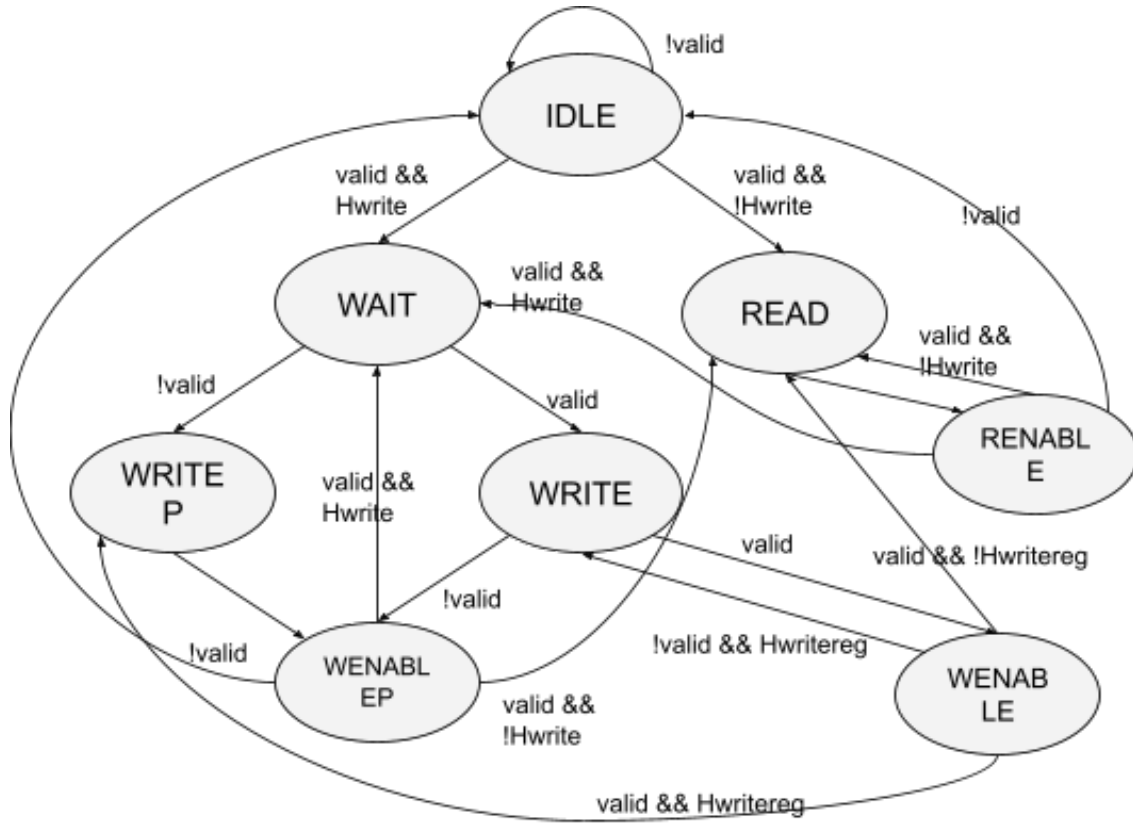 !valid
IDLE
valid &&
Hwrite
valid &&
!Hwrite
!valid
WAIT
valid &&
Hwrite
READ
valid &&
!Hwrite
!valid
valid
RENABL
E
WRITE
P
valid &&
Hwrite
WRITE
valid
valid && !Hwritereg
!valid
!valid
WENABL
EP
!valid && Hwritereg
WENAB
LE
valid &&
!Hwrite
valid && Hwritereg